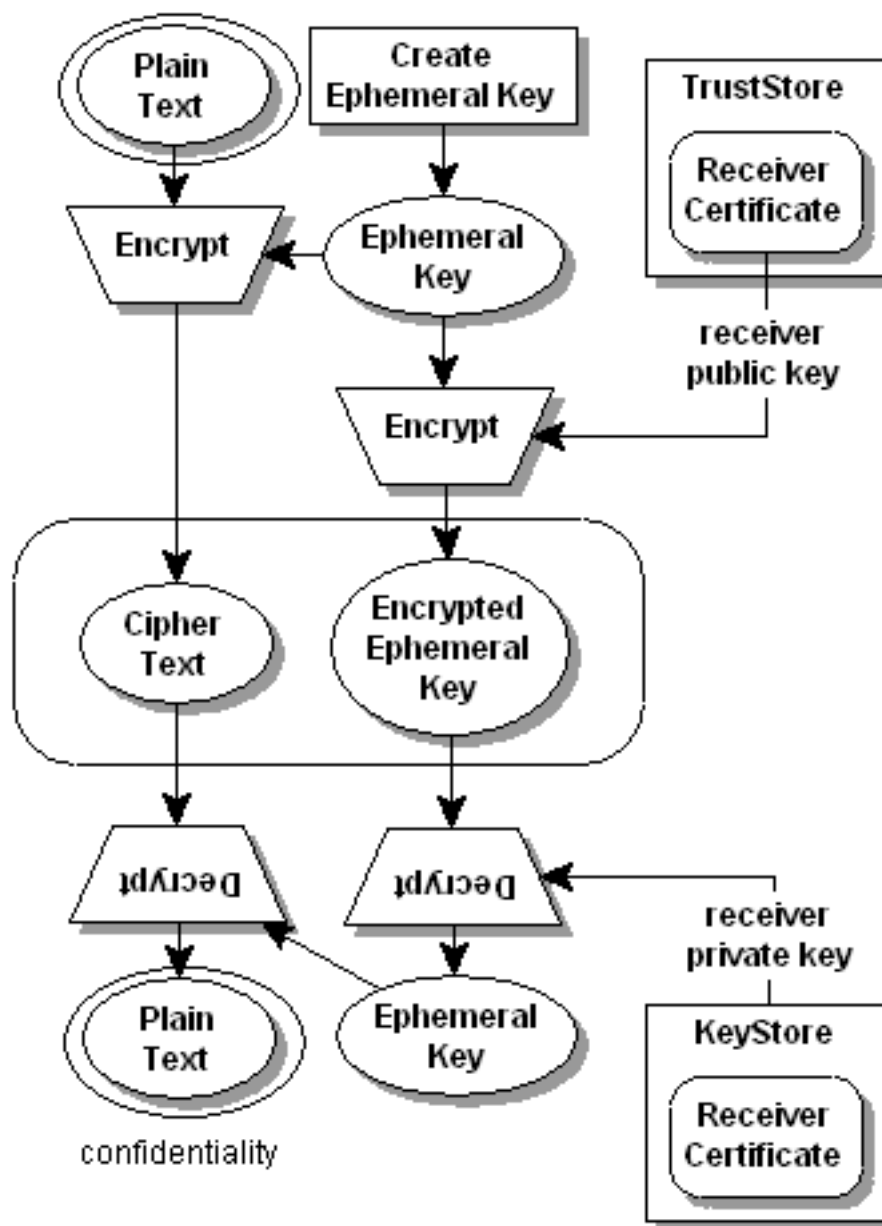 Plain
Text
Create
Ephemeral Key
TrustStore
Receiver
Certificate
Encrypt
Ephemeral
Key
receiver
public key
Encrypt
Cipher
Text
Encrypted
Ephemeral
Key
Decrypt
Decrypt
receiver
private key
Plain
Text
Ephemeral
Key
KeyStore
Receiver
Certificate
confidentiality